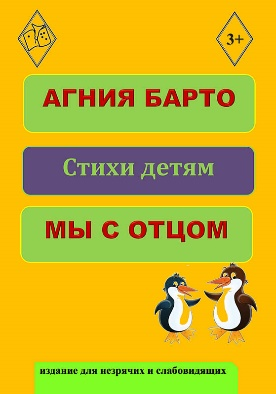 3+
АГНИЯ БАРТО
Стихи детям
МЫ С ОТЦОМ
издание для незрячих и слабовидящих